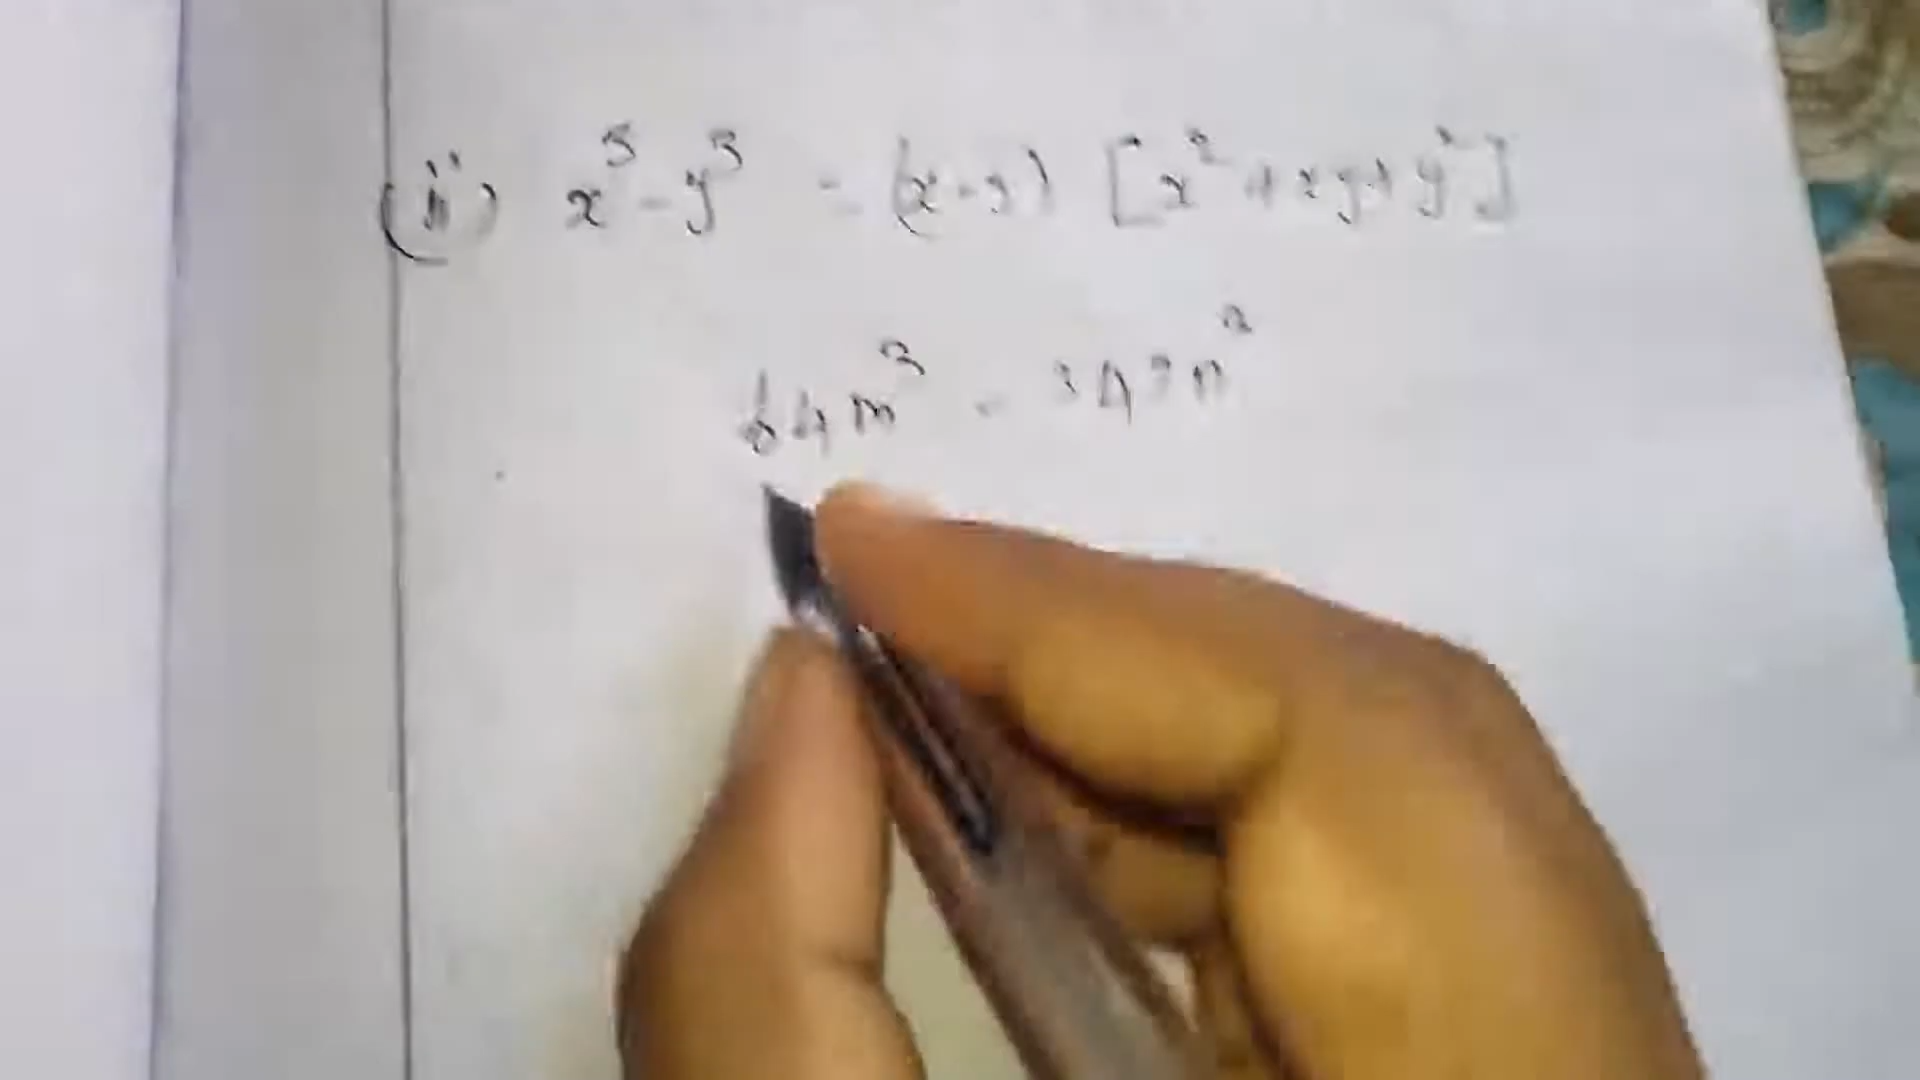 (ii) x³ - y³ = (x - y) [x² + xy + y²]
64m³ - 343n³